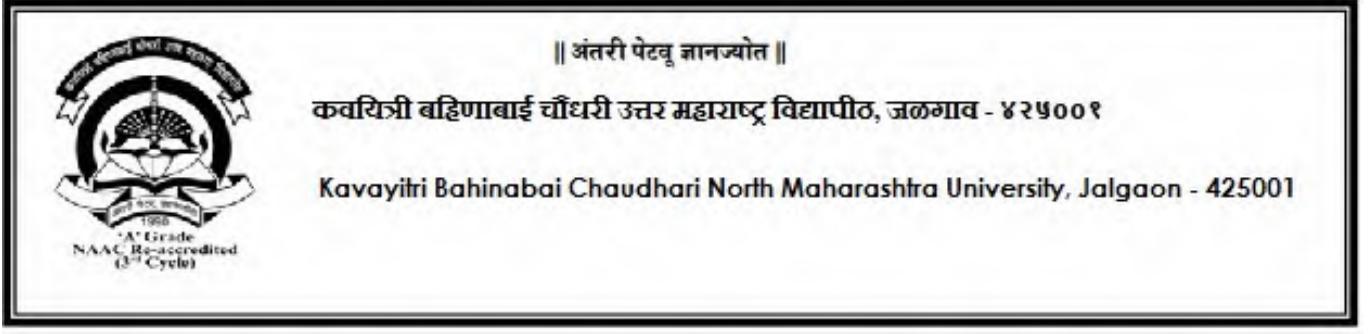 || अंतरी पेटवू ज्ञानज्योत ||
कवयित्री बहिणाबाई चौधरी उत्तर महाराष्ट्र विद्यापीठ, जळगाव - ४२५००१
Kavayitri Bahinabai Chaudhari North Maharashtra University, Jalgaon - 425001
1990
'A' Grade
NAAC Re-accredited
(3rd Cycle)